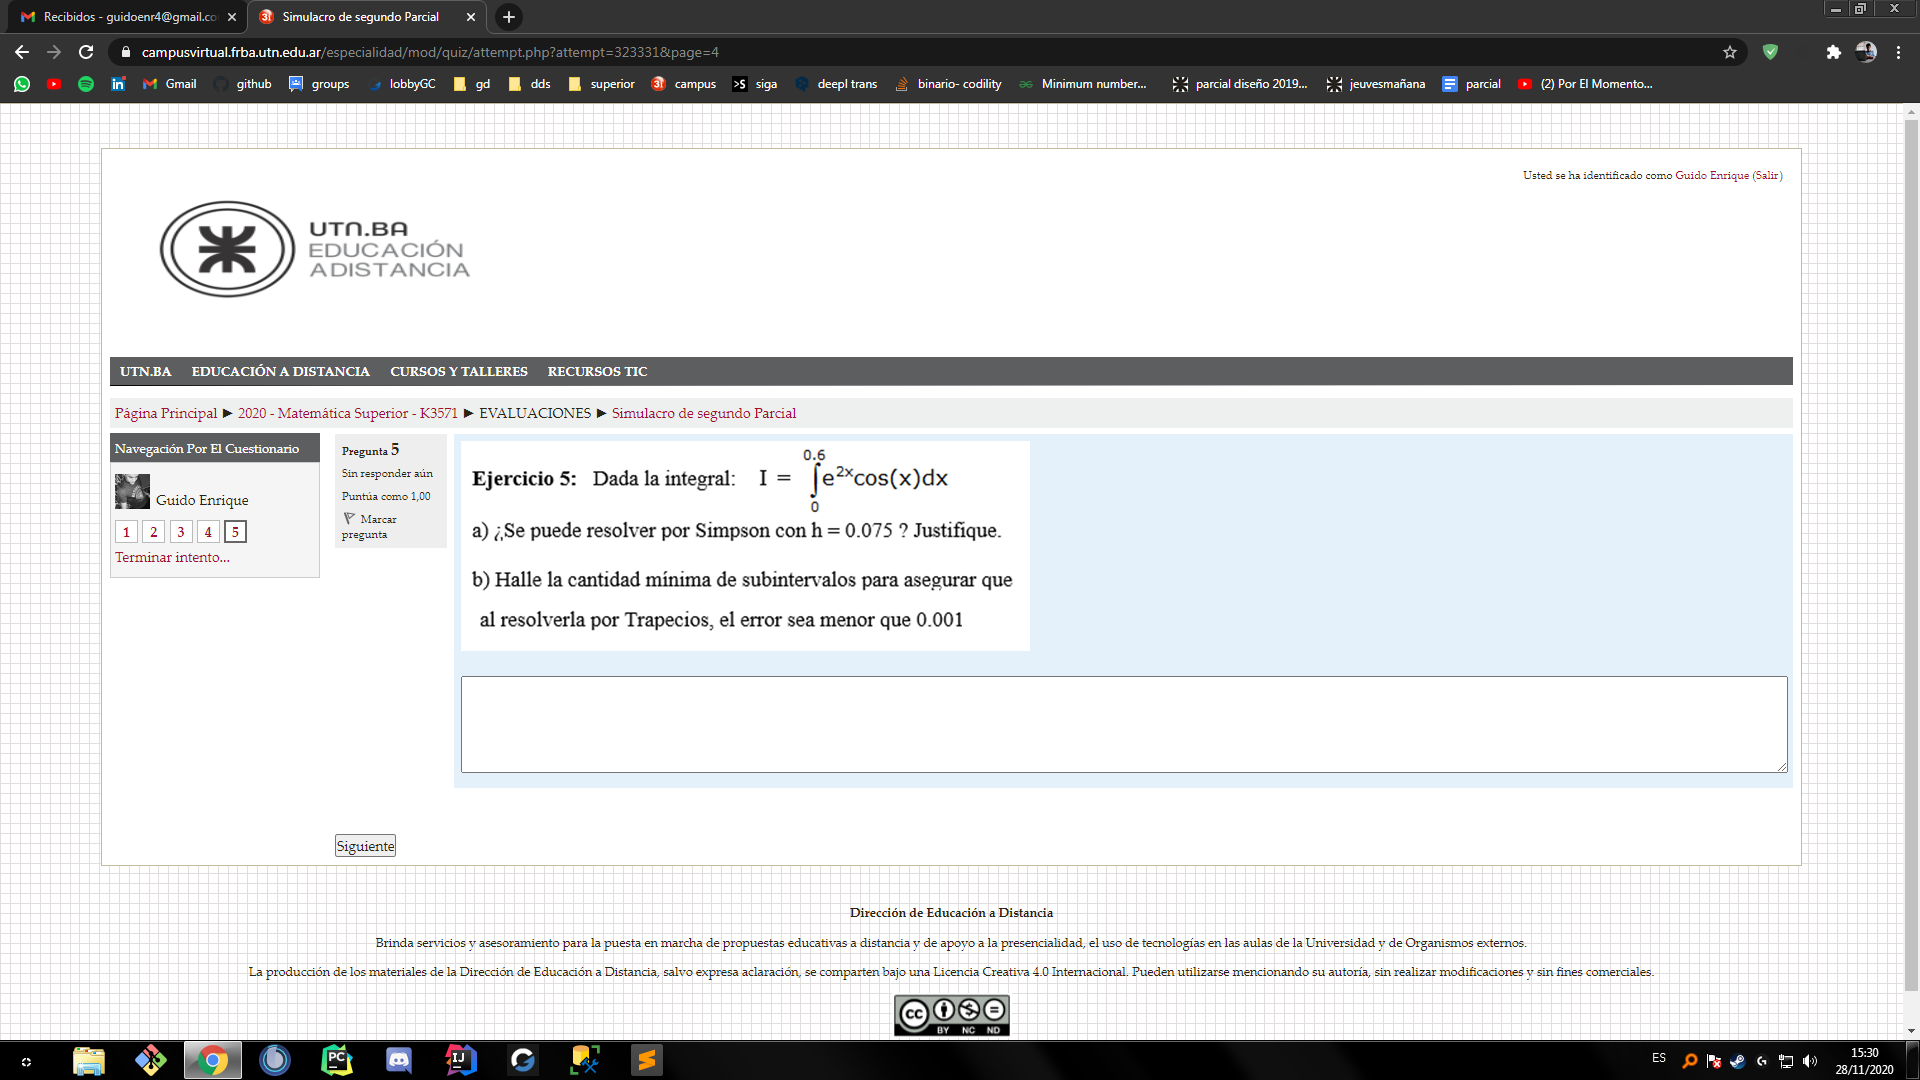 Recibidos - guidoenr4@gmail.co
Simulacro de segundo Parcial
campusvirtual.frba.utn.edu.ar/especialidad/mod/quiz/attempt.php?attempt=323331&page=4
Gmail github groups lobbyGC gd dds superior campus siga deepl trans binario- codility Minimum number... parcial diseño 2019... jeuvesmañana parcial (2) Por El Momento...
Usted se ha identificado como Guido Enrique (Salir)
UTN.BA
EDUCACIÓN
A DISTANCIA
UTN.BA EDUCACIÓN A DISTANCIA CURSOS Y TALLERES RECURSOS TIC
Página Principal ► 2020 - Matemática Superior - K3571 ► EVALUACIONES ► Simulacro de segundo Parcial
Navegación Por El Cuestionario
Guido Enrique
1 2 3 4 5
Terminar intento...
Pregunta 5
Sin responder aún
Puntúa como 1,00
Marcar
pregunta
Ejercicio 5: Dada la integral: I = ∫₀^0.6 e^2x cos(x)dx
a) ¿Se puede resolver por Simpson con h = 0.075 ? Justifique.
b) Halle la cantidad mínima de subintervalos para asegurar que
al resolverla por Trapecios, el error sea menor que 0.001
Siguiente
Dirección de Educación a Distancia
Brinda servicios y asesoramiento para la puesta en marcha de propuestas educativas a distancia y de apoyo a la presencialidad, el uso de tecnologías en las aulas de la Universidad y de Organismos externos.
La producción de los materiales de la Dirección de Educación a Distancia, salvo expresa aclaración, se comparten bajo una Licencia Creativa 4.0 Internacional. Pueden utilizarse mencionando su autoría, sin realizar modificaciones y sin fines comerciales.
cc
BY NC ND
PC
IJ
ES
15:30
28/11/2020